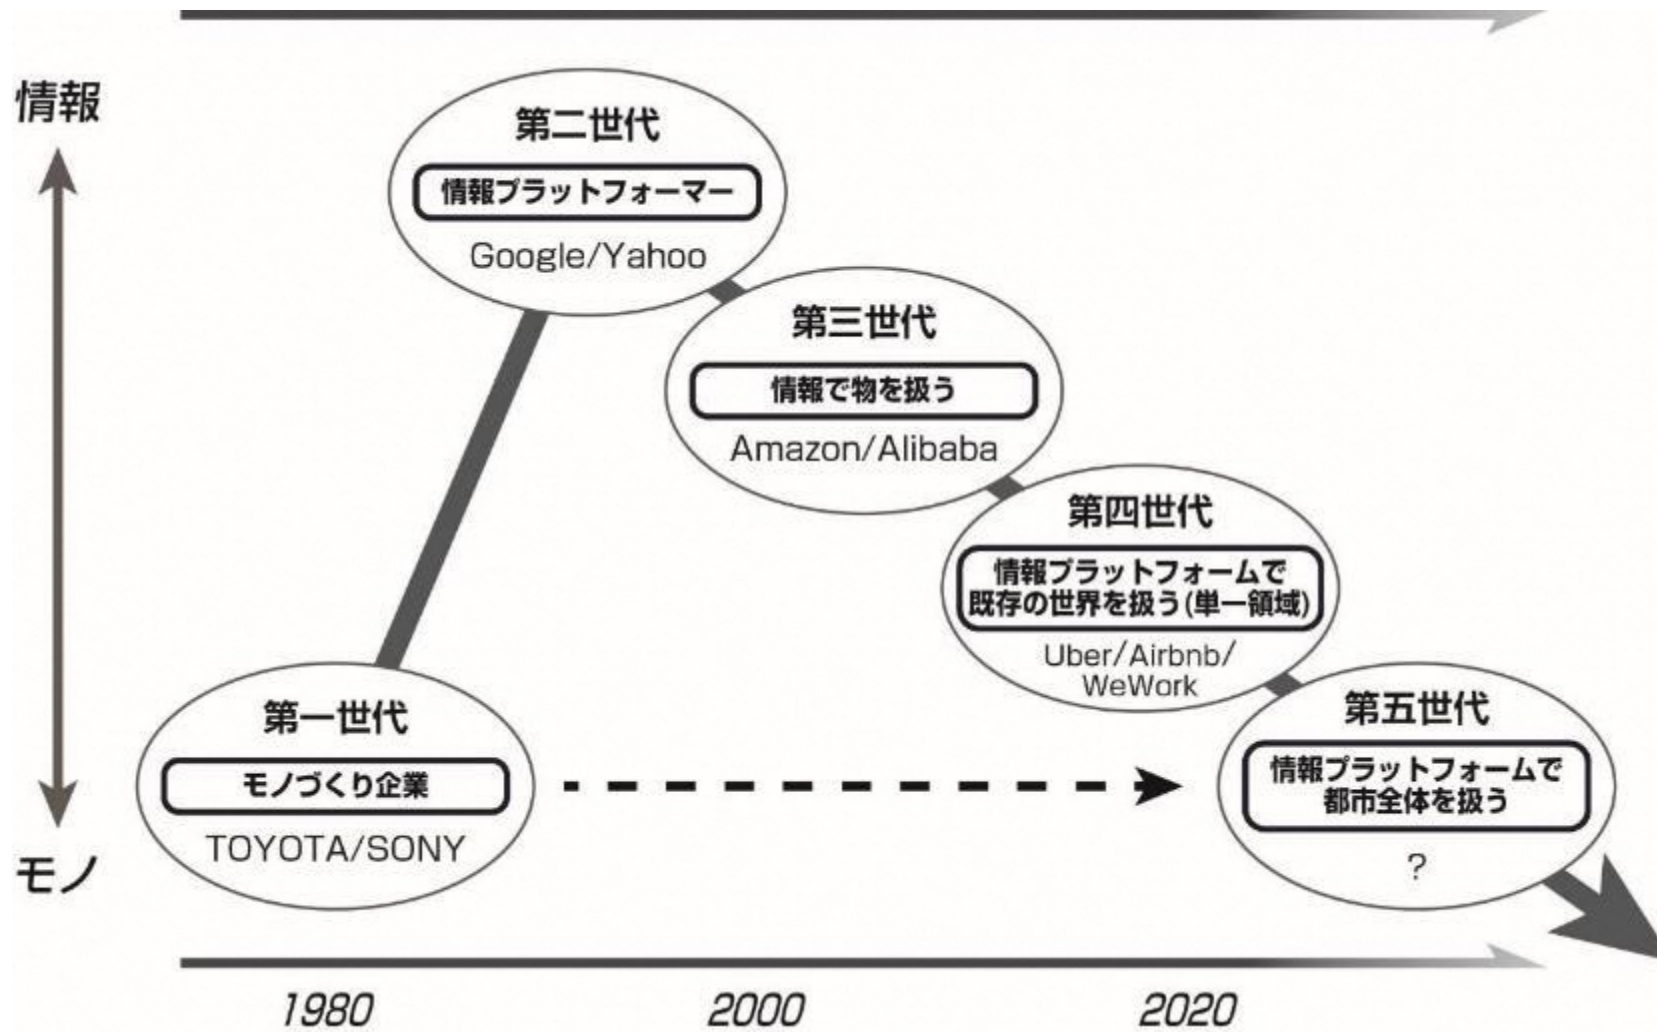 情報
第二世代
情報プラットフォーマー
Google/Yahoo
第三世代
情報で物を扱う
Amazon/Alibaba
第四世代
情報プラットフォームで
既存の世界を扱う(単一領域)
Uber/Airbnb/
WeWork
第一世代
モノづくり企業
TOYOTA/SONY
第五世代
情報プラットフォームで
都市全体を扱う
?
モノ
1980
2000
2020